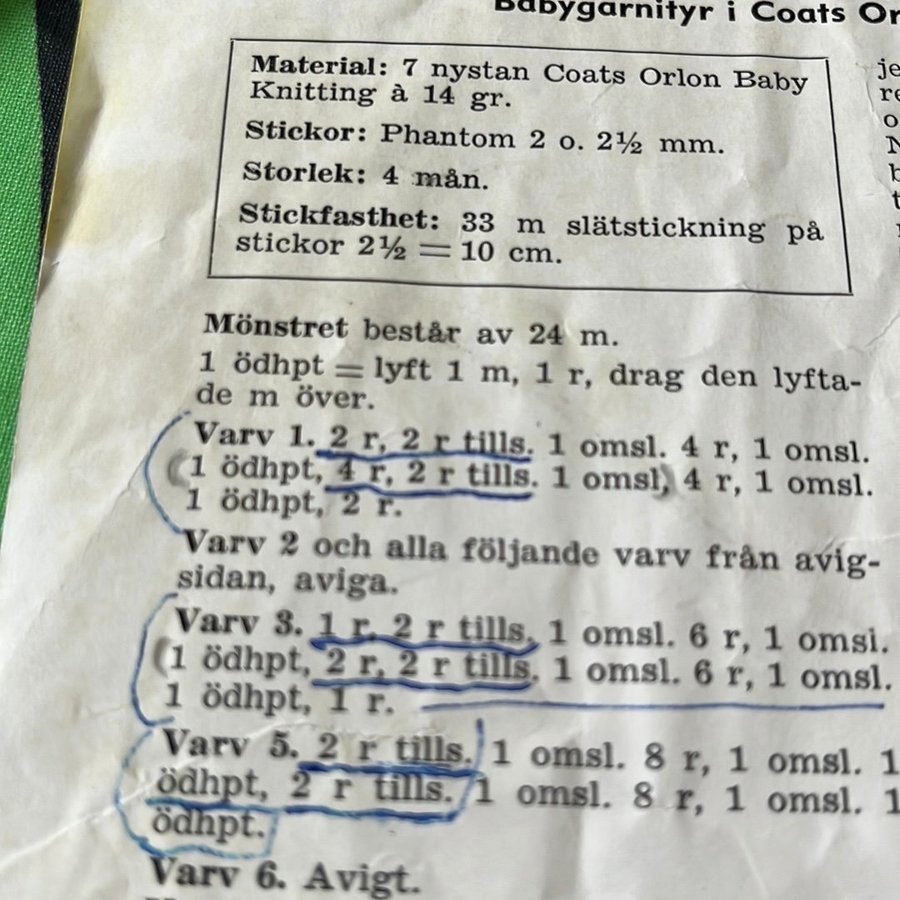 Babygarnityr i Coats Or
Material: 7 nystan Coats Orlon Baby
Knitting à 14 gr.
Stickor: Phantom 2 o. 2½ mm.
Storlek: 4 mån.
Stickfasthet: 33 m slätstickning på
stickor 2½ = 10 cm.
Mönstret består av 24 m.
1 ödhpt = lyft 1 m, 1 r, drag den lyfta-
de m över.
Varv 1. 2 r, 2 r tills. 1 omsl. 4 r, 1 omsl.
(1 ödhpt, 4 r, 2 r tills. 1 omsl,) 4 r, 1 omsl.
1 ödhpt, 2 r.
Varv 2 och alla följande varv från avig-
sidan, aviga.
Varv 3. 1 r, 2 r tills, 1 omsl. 6 r, 1 omsl.
(1 ödhpt, 2 r, 2 r tills. 1 omsl. 6 r, 1 omsl.
1 ödhpt, 1 r.
Varv 5. 2 r tills. 1 omsl. 8 r, 1 omsl. 1
ödhpt, 2 r tills. 1 omsl. 8 r, 1 omsl. 1
ödhpt.
Varv 6. Avigt.
je
re
o
N
b
t